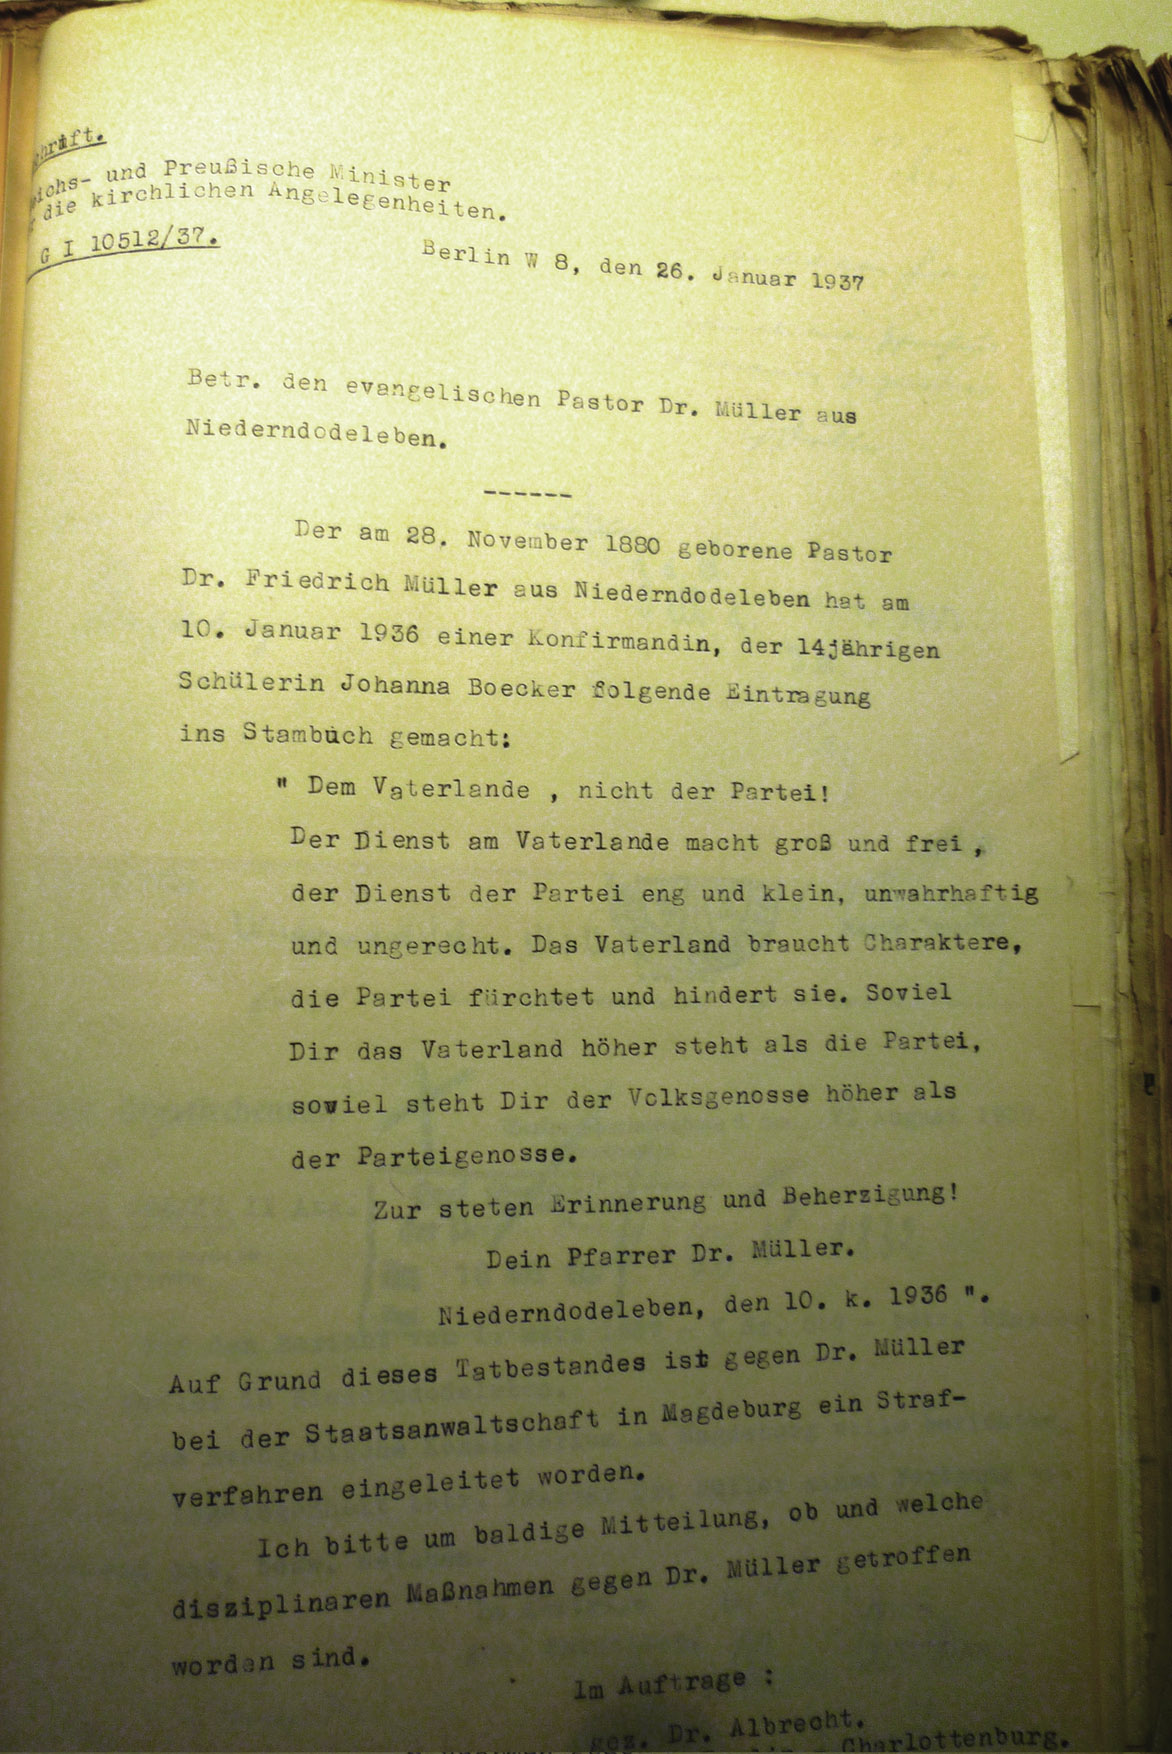 chrift.
ichs- und Preußische Minister
die kirchlichen Angelegenheiten.
G I 10512/37.
Berlin W 8, den 26. Januar 1937
Betr. den evangelischen Pastor Dr. Müller aus
Niederndodeleben.
------
Der am 28. November 1880 geborene Pastor
Dr. Friedrich Müller aus Niederndodeleben hat am
10. Januar 1936 einer Konfirmandin, der 14jährigen
Schülerin Johanna Boecker folgende Eintragung
ins Stambuch gemacht:
" Dem Vaterlande , nicht der Partei!
Der Dienst am Vaterlande macht groß und frei ,
der Dienst der Partei eng und klein, unwahrhaftig
und ungerecht. Das Vaterland braucht Charaktere,
die Partei fürchtet und hindert sie. Soviel
Dir das Vaterland höher steht als die Partei,
soviel steht Dir der Volksgenosse höher als
der Parteigenosse.
Zur steten Erinnerung und Beherzigung!
Dein Pfarrer Dr. Müller.
Niederndodeleben, den 10. k. 1936 ".
Auf Grund dieses Tatbestandes ist gegen Dr. Müller
bei der Staatsanwaltschaft in Magdeburg ein Straf-
verfahren eingeleitet worden.
Ich bitte um baldige Mitteilung, ob und welche
disziplinaren Maßnahmen gegen Dr. Müller getroffen
worden sind.
Im Auftrage :
gez. Dr. Albrecht.
Charlottenburg.